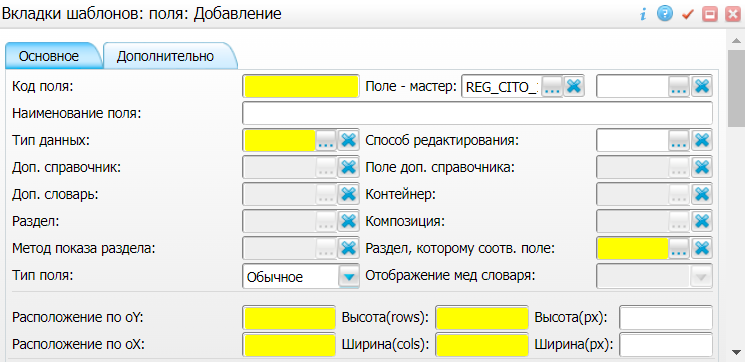 Вкладки шаблонов: поля: Добавление
Основное Дополнительно
Код поля: Поле - мастер: REG_CITO_ ... ...
Наименование поля:
Тип данных: ... Способ редактирования: ...
Доп. справочник: ... Поле доп. справочника: ...
Доп. словарь: ... Контейнер: ...
Раздел: ... Композиция: ...
Метод показа раздела: ... Раздел, которому соотв. поле: ...
Тип поля: Обычное Отображение мед словаря:
Расположение по оY: Высота(rows): Высота(px):
Расположение по оX: Ширина(cols): Ширина(px):